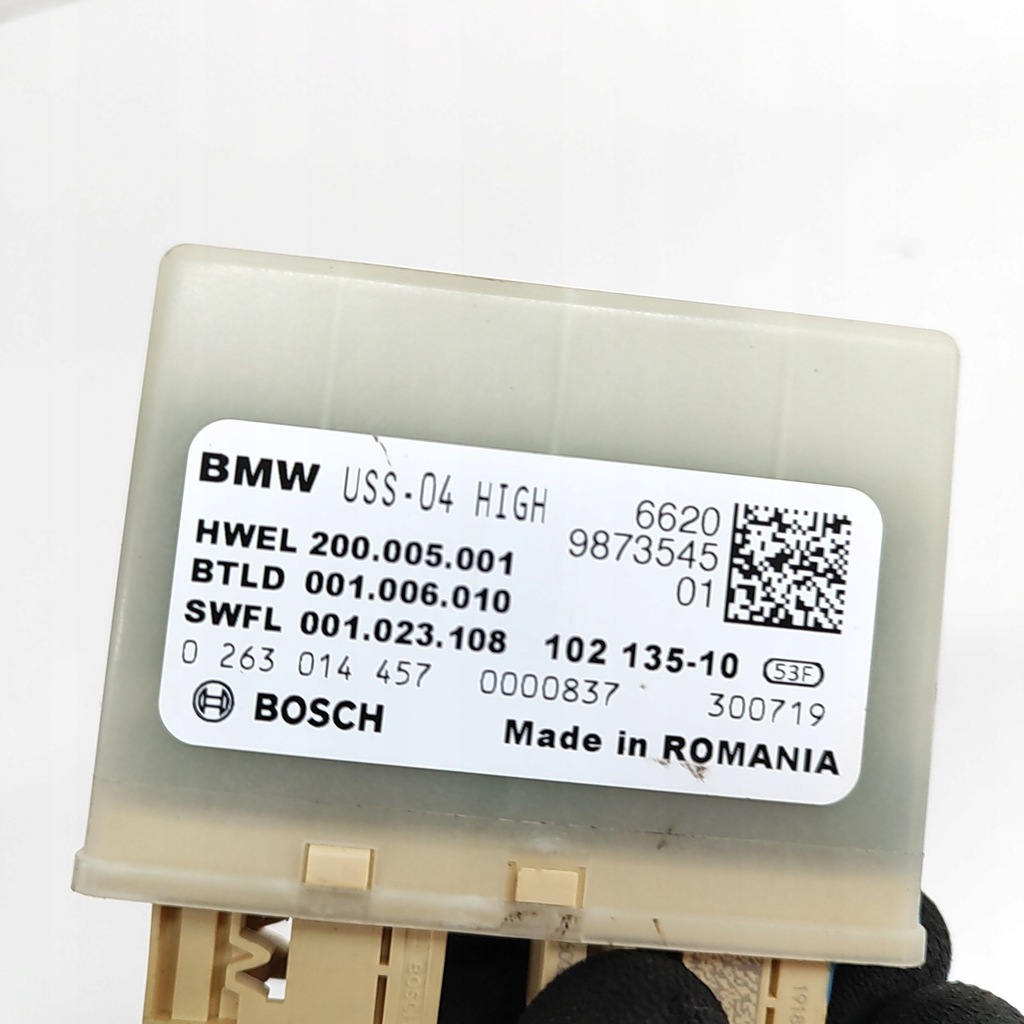 BMW USS-04 HIGH
6620
9873545
01
HWEL 200.005.001
BTLD 001.006.010
SWFL 001.023.108 102 135-10 53F
0 263 014 457 0000837 300719
BOSCH Made in ROMANIA